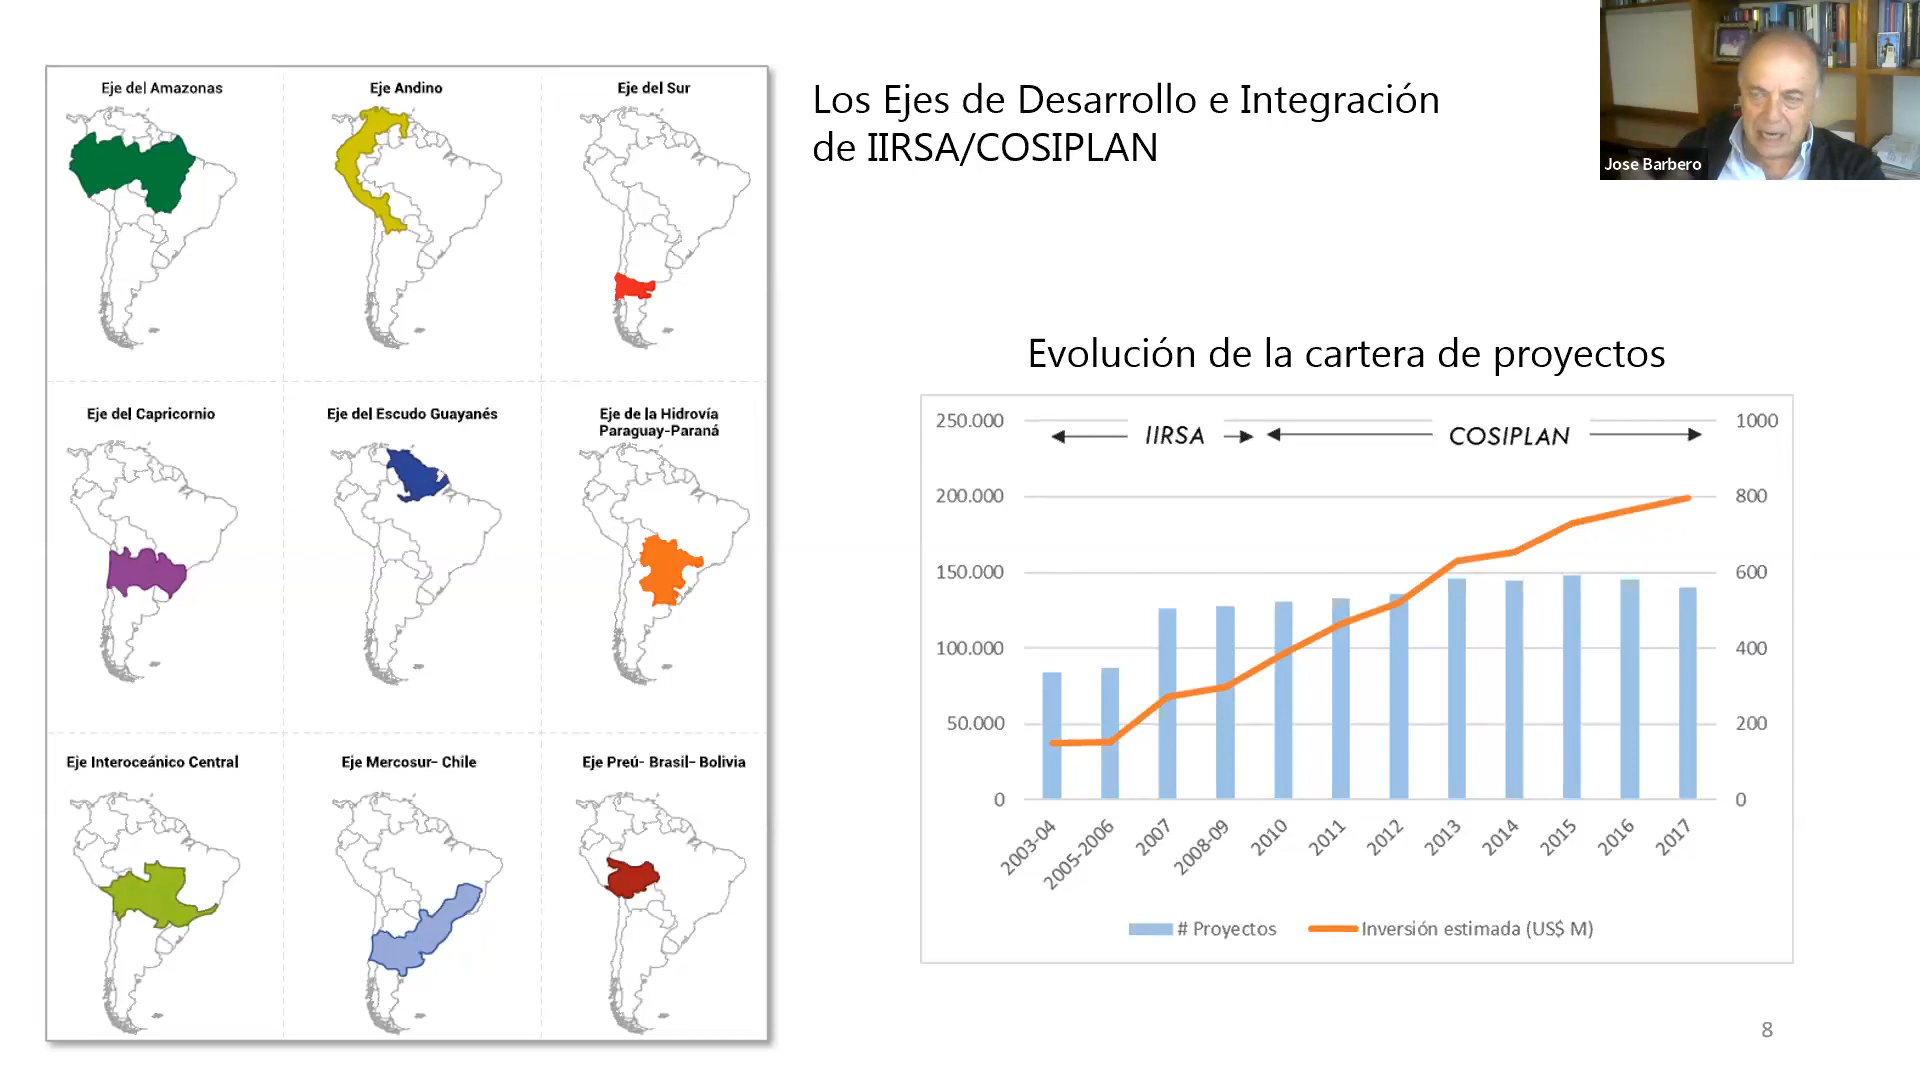 Eje del Amazonas
Eje Andino
Eje del Sur
Eje del Capricornio
Eje del Escudo Guayanés
Eje de la Hidrovía
Paraguay-Paraná
Eje Interoceánico Central
Eje Mercosur- Chile
Eje Preú- Brasil- Bolivia
Los Ejes de Desarrollo e Integración
de IIRSA/COSIPLAN
Jose Barbero
Evolución de la cartera de proyectos
250.000
200.000
150.000
100.000
50.000
0
IIRSA
COSIPLAN
1000
800
600
400
200
0
2003-04
2005-2006
2007
2008-09
2010
2011
2012
2013
2014
2015
2016
2017
# Proyectos
Inversión estimada (US$ M)
8